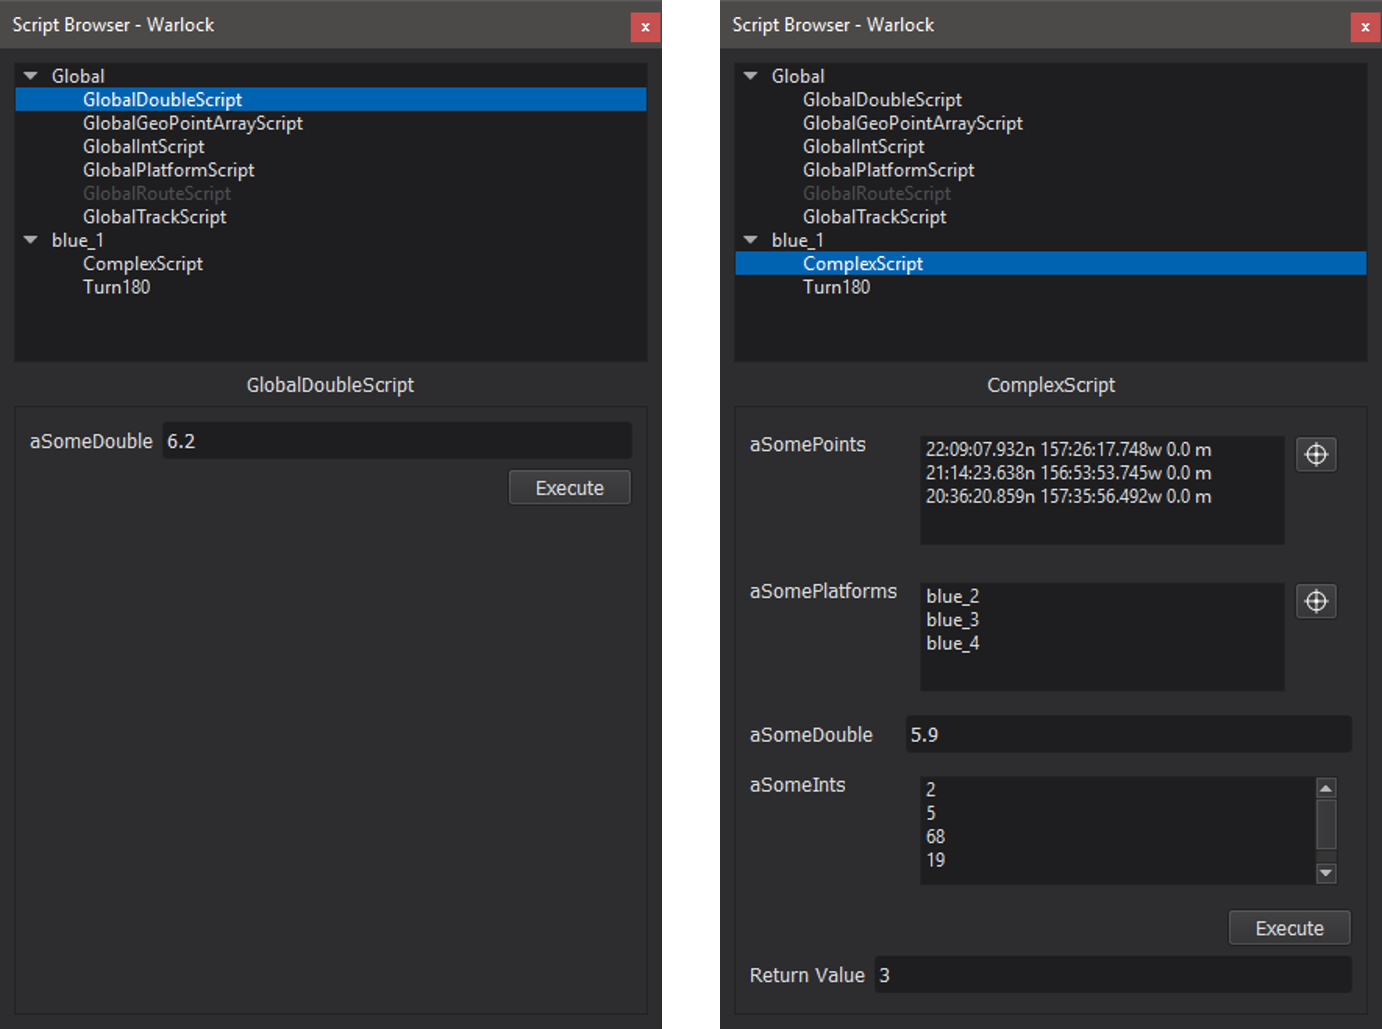 Script Browser - Warlock
x
Global
GlobalDoubleScript
GlobalGeoPointArrayScript
GlobalIntScript
GlobalPlatformScript
GlobalRouteScript
GlobalTrackScript
blue_1
ComplexScript
Turn180
GlobalDoubleScript
aSomeDouble 6.2
Execute
Script Browser - Warlock
x
Global
GlobalDoubleScript
GlobalGeoPointArrayScript
GlobalIntScript
GlobalPlatformScript
GlobalRouteScript
GlobalTrackScript
blue_1
ComplexScript
Turn180
ComplexScript
aSomePoints
22:09:07.932n 157:26:17.748w 0.0 m
21:14:23.638n 156:53:53.745w 0.0 m
20:36:20.859n 157:35:56.492w 0.0 m
aSomePlatforms
blue_2
blue_3
blue_4
aSomeDouble 5.9
aSomeInts
2
5
68
19
Execute
Return Value 3